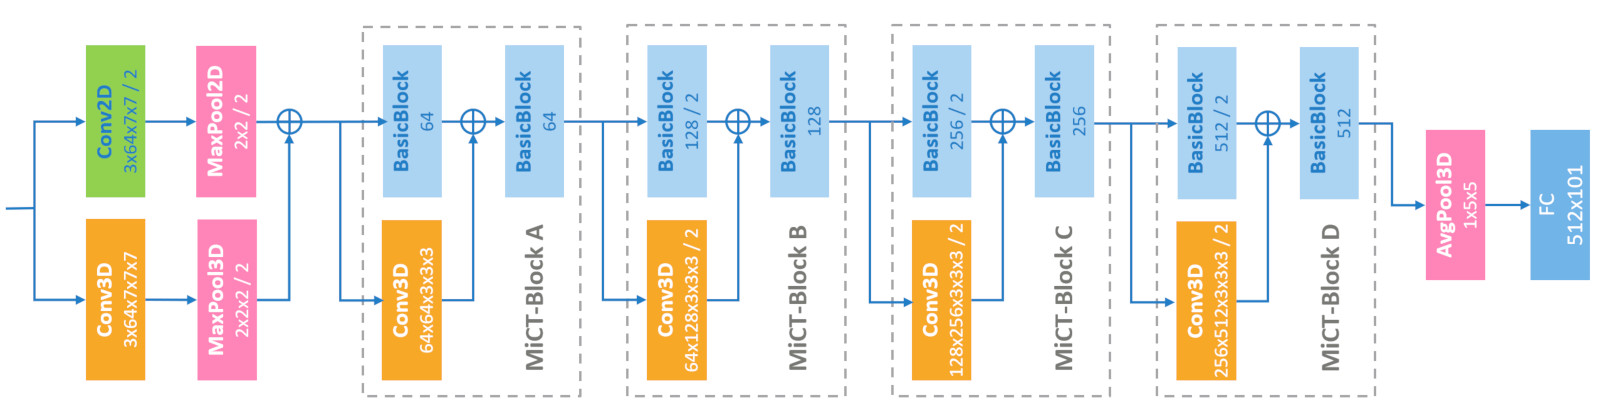 Conv3D
3x64x7x7x7
Conv2D
3x64x7x7 / 2
MaxPool3D
2x2x2 / 2
MaxPool2D
2x2 / 2
Conv3D
64x64x3x3x3
BasicBlock
64
MiCT-Block A
BasicBlock
64
Conv3D
64x128x3x3x3 / 2
BasicBlock
128 / 2
MiCT-Block B
BasicBlock
128
Conv3D
128x256x3x3x3 / 2
BasicBlock
256 / 2
MiCT-Block C
BasicBlock
256
Conv3D
256x512x3x3x3 / 2
BasicBlock
512 / 2
MiCT-Block D
BasicBlock
512
AvgPool3D
1x5x5
FC
512x101